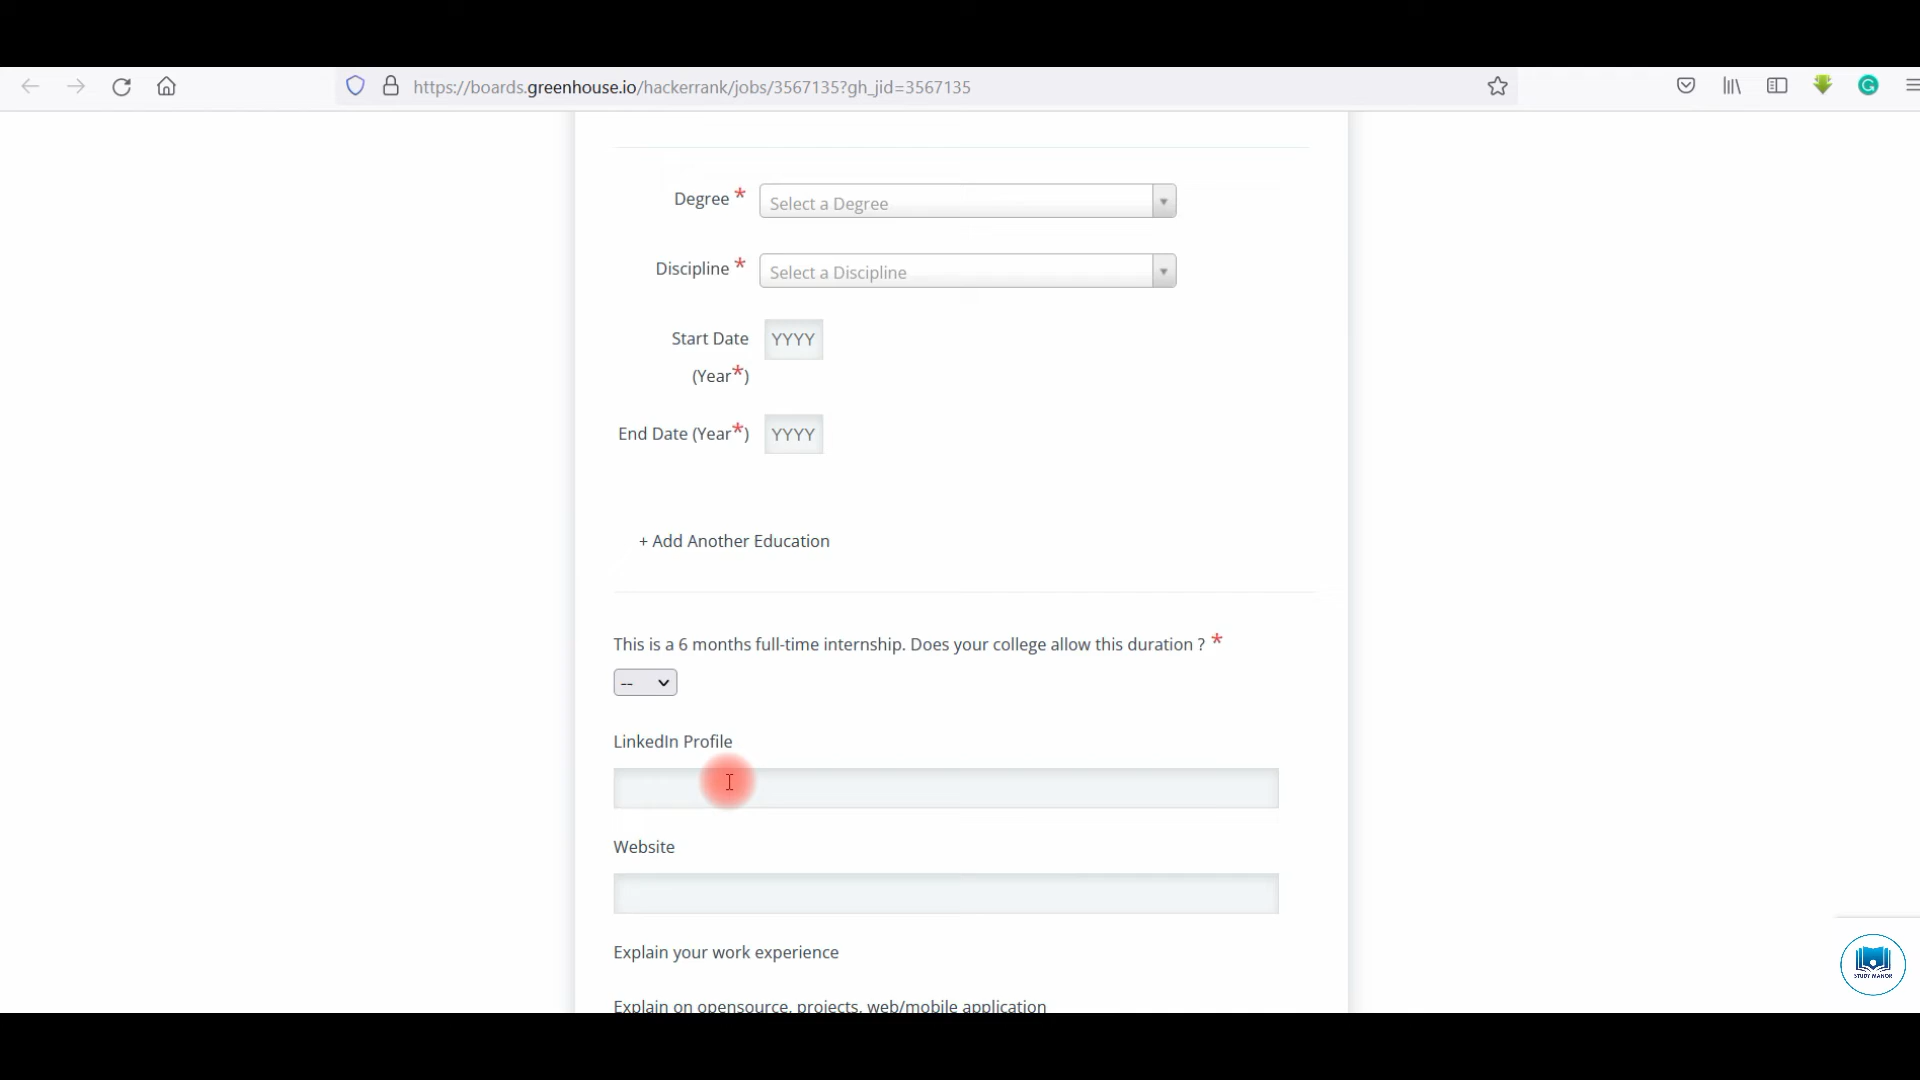 https://boards.greenhouse.io/hackerrank/jobs/3567135?gh_jid=3567135
Degree *
Select a Degree
Discipline *
Select a Discipline
Start Date
(Year*)
YYYY
End Date (Year*)
YYYY
+ Add Another Education
This is a 6 months full-time internship. Does your college allow this duration ? *
--
LinkedIn Profile
Website
Explain your work experience
Explain on opensource, projects, web/mobile application
STUDY MANOR